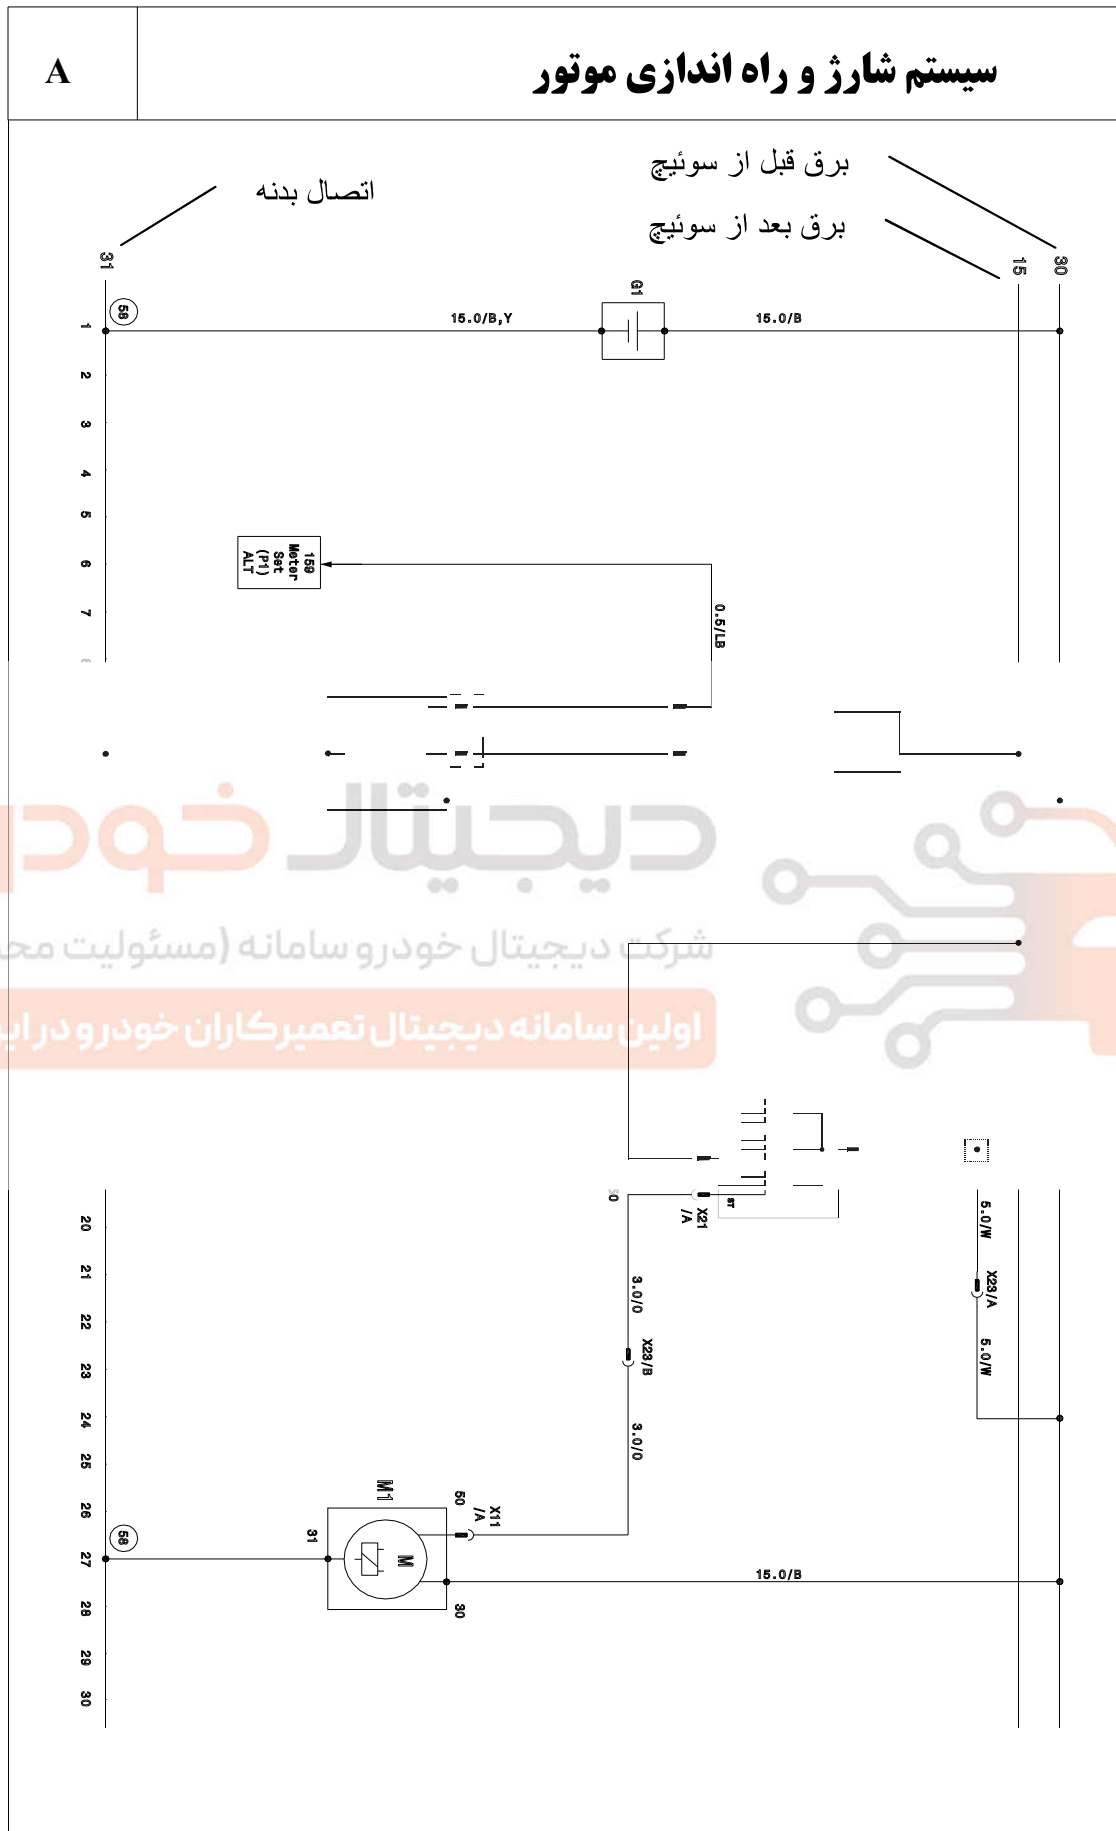 A
سیستم شارژ و راه اندازی موتور
برق قبل از سوئیچ
اتصال بدنه
برق بعد از سوئیچ
31
15
30
58
G1
1
15.0/B,Y
15.0/B
2
3
4
5
6
159
Meter
Set
(P1)
ALT
7
0.5/LB
دیجیتال خودر
شرکت دیجیتال خودرو سامانه (مسئولیت
اولین سامانه دیجیتال تعمیرکاران خودرو در
ST
X21
/A
5.0/W
20
21
3.0/0
X23/A
22
23
X23/B
5.0/W
24
25
3.0/0
26
M1
50
X11
/A
58
31
M
27
15.0/B
28
30
29
30